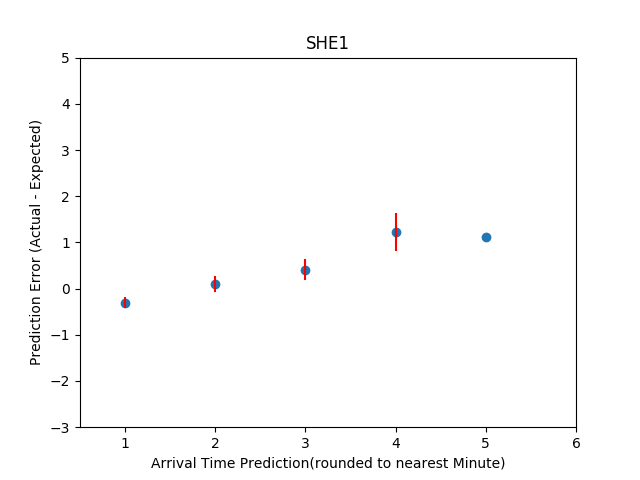 SHE1
Prediction Error (Actual - Expected)
5
4
3
2
1
0
−1
−2
−3
1 2 3 4 5 6
Arrival Time Prediction(rounded to nearest Minute)